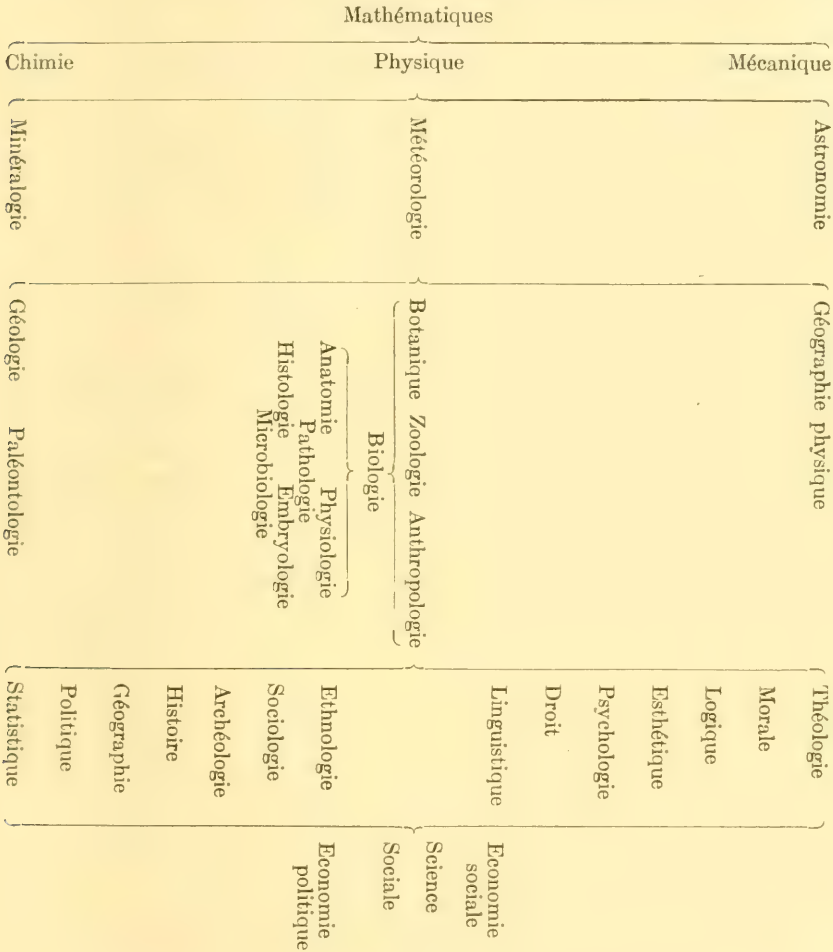 Mathématiques
Chimie Physique Mécanique
Minéralogie
Météorologie
Astronomie
Géologie Paléontologie
Botanique Zoologie Anthropologie
Biologie
Anatomie Physiologie
Pathologie
Histologie Embryologie
Microbiologie
Géographie physique
Statistique
Politique
Géographie
Histoire
Archéologie
Sociologie
Ethnologie
Linguistique
Droit
Psychologie
Esthétique
Logique
Morale
Théologie
Economie
politique
Sociale
Science
Economie
sociale